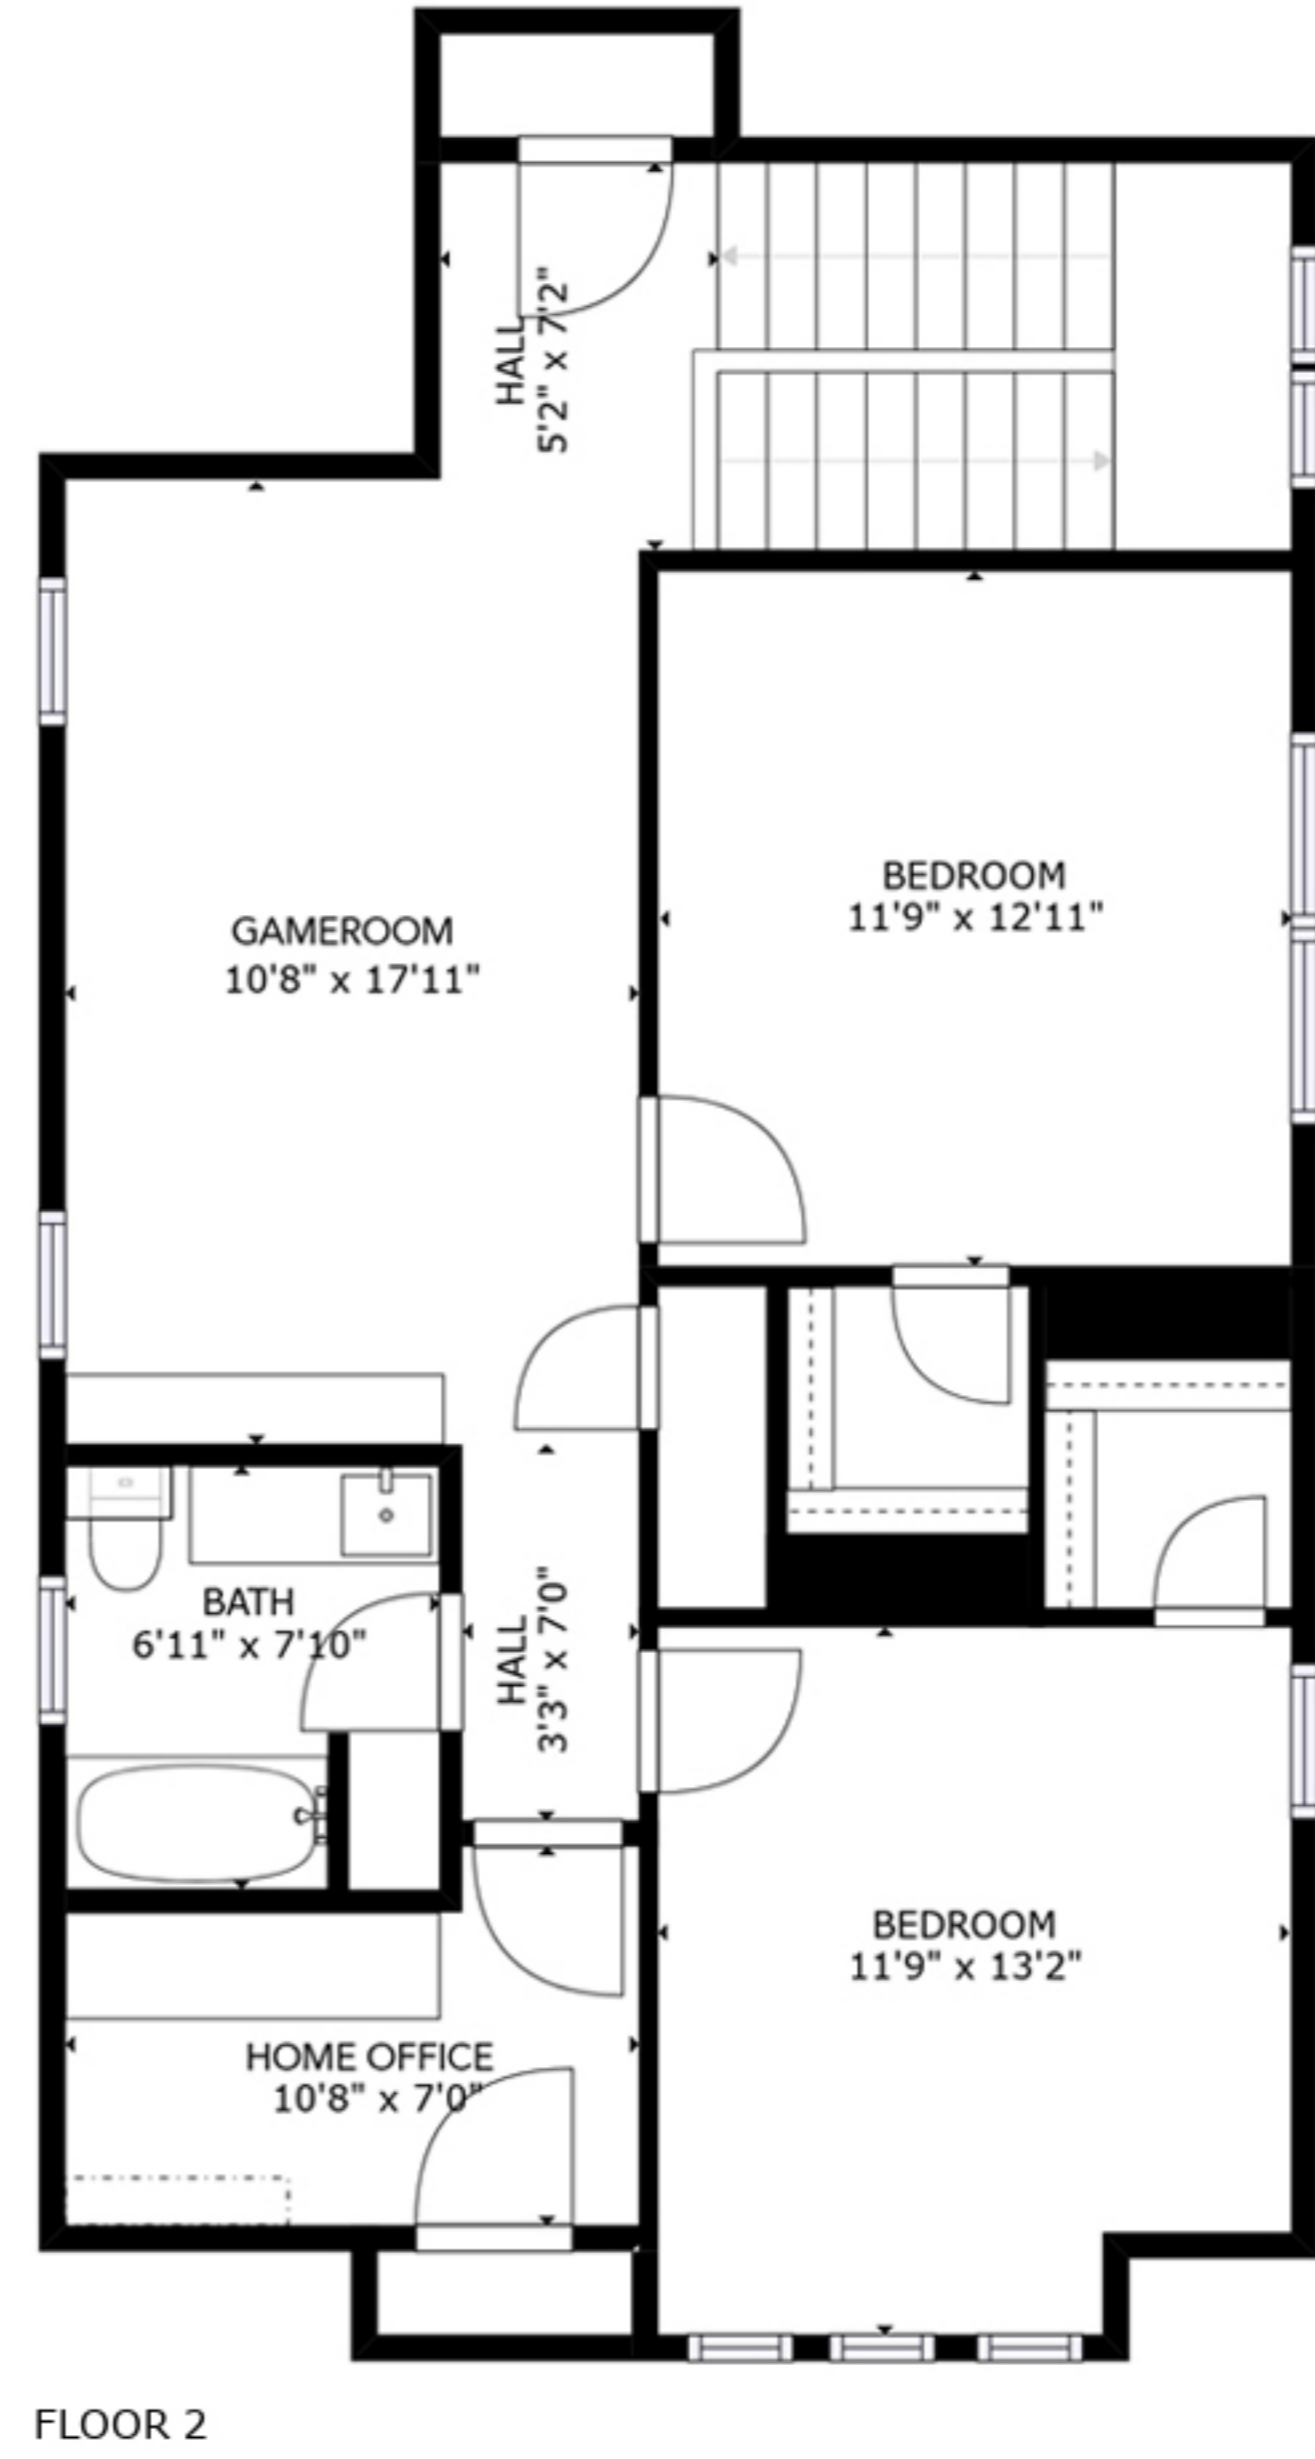 HALL
5'2" x 7'2"
BEDROOM
11'9" x 12'11"
GAMEROOM
10'8" x 17'11"
BATH
6'11" x 7'10"
HALL
3'3" x 7'0"
BEDROOM
11'9" x 13'2"
HOME OFFICE
10'8" x 7'0"
FLOOR 2